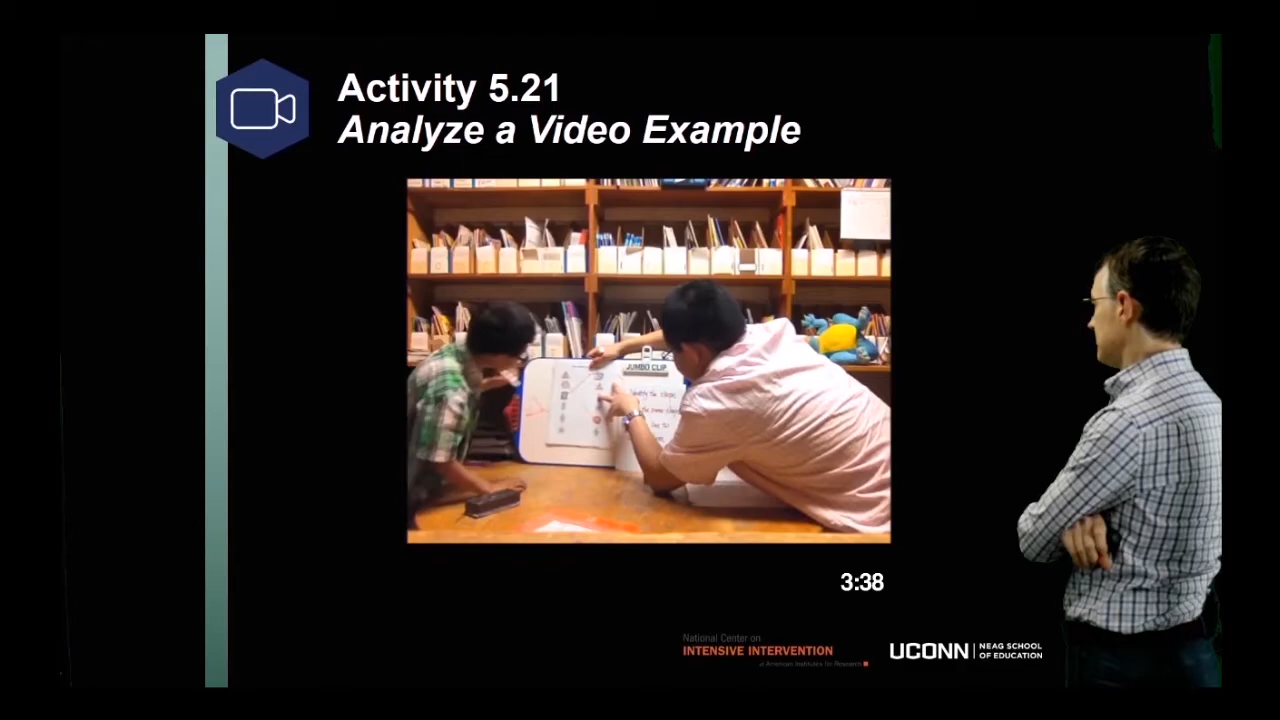 Activity 5.21
Analyze a Video Example
JUMBO CLIP
3:38
National Center on
INTENSIVE INTERVENTION
at American Institutes for Research
UCONN
NEAG SCHOOL
OF EDUCATION